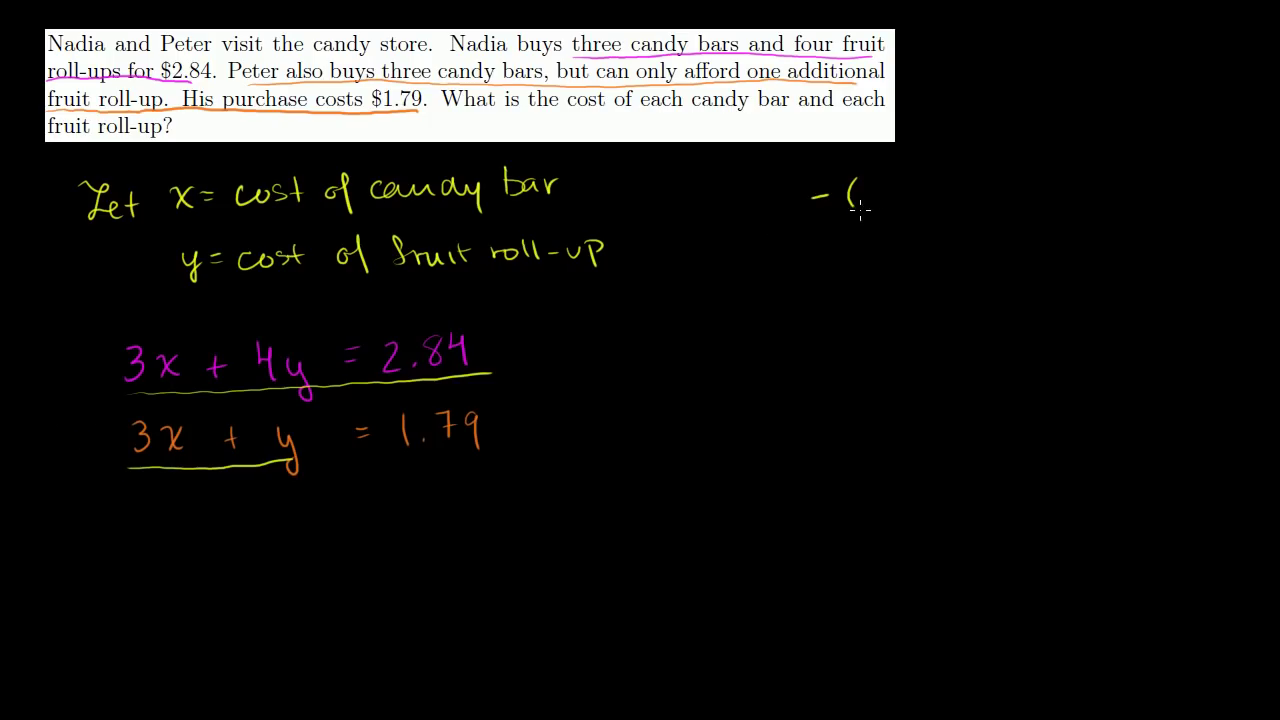 Nadia and Peter visit the candy store. Nadia buys three candy bars and four fruit
roll-ups for $2.84. Peter also buys three candy bars, but can only afford one additional
fruit roll-up. His purchase costs $1.79. What is the cost of each candy bar and each
fruit roll-up?
Let x = cost of candy bar
- (
y = cost of fruit roll-up
3x + 4y = 2.84
3x + y = 1.79